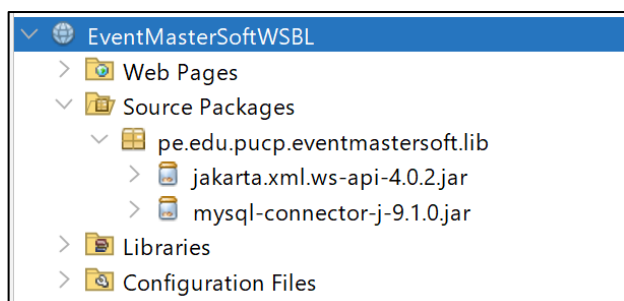 EventMasterSoftWSBL
Web Pages
Source Packages
pe.edu.pucp.eventmastersoft.lib
jakarta.xml.ws-api-4.0.2.jar
mysql-connector-j-9.1.0.jar
Libraries
Configuration Files